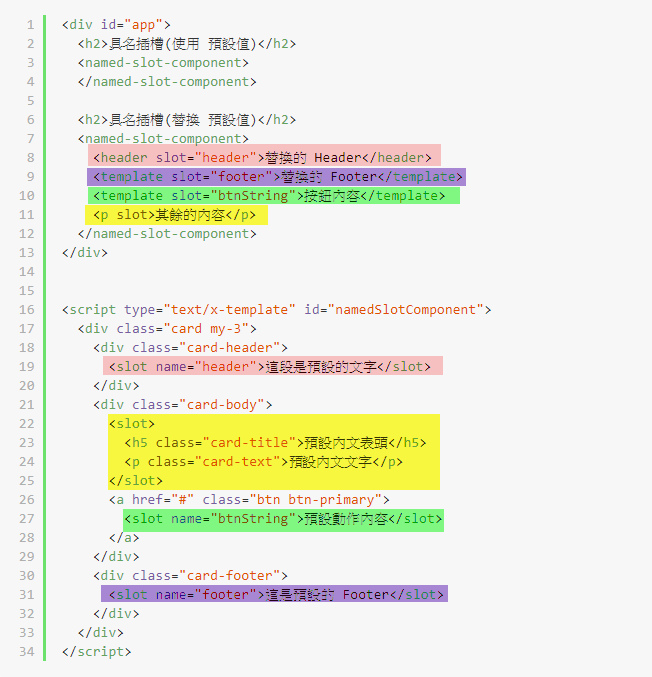 1 <div id="app">
2 <h2>具名插槽(使用 預設值)</h2>
3 <named-slot-component>
4 </named-slot-component>
5
6 <h2>具名插槽(替換 預設值)</h2>
7 <named-slot-component>
8 <header slot="header">替換的 Header</header>
9 <template slot="footer">替換的 Footer</template>
10 <template slot="btnString">按鈕內容</template>
11 <p slot>其餘的內容</p>
12 </named-slot-component>
13 </div>
14
15
16 <script type="text/x-template" id="namedSlotComponent">
17 <div class="card my-3">
18 <div class="card-header">
19 <slot name="header">這段是預設的文字</slot>
20 </div>
21 <div class="card-body">
22 <slot>
23 <h5 class="card-title">預設內文表頭</h5>
24 <p class="card-text">預設內文文字</p>
25 </slot>
26 <a href="#" class="btn btn-primary">
27 <slot name="btnString">預設動作內容</slot>
28 </a>
29 </div>
30 <div class="card-footer">
31 <slot name="footer">這是預設的 Footer</slot>
32 </div>
33 </div>
34 </script>